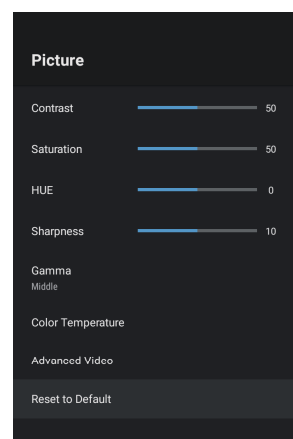 Picture
Contrast 50
Saturation 50
HUE 0
Sharpness 10
Gamma
Middle
Color Temperature
Advanced Video
Reset to Default